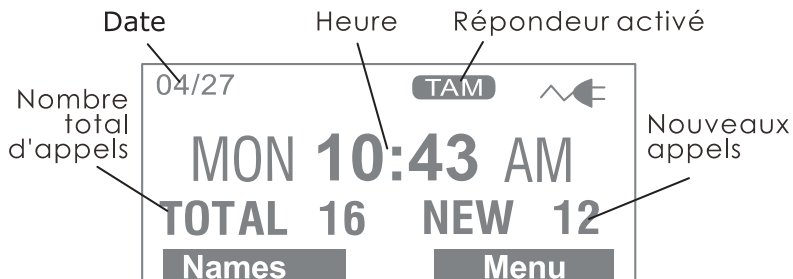 Date Heure Répondeur activé
04/27 TAM
Nombre
total
d'appels
MON 10:43 AM
Nouveaux
appels
TOTAL 16 NEW 12
Names Menu